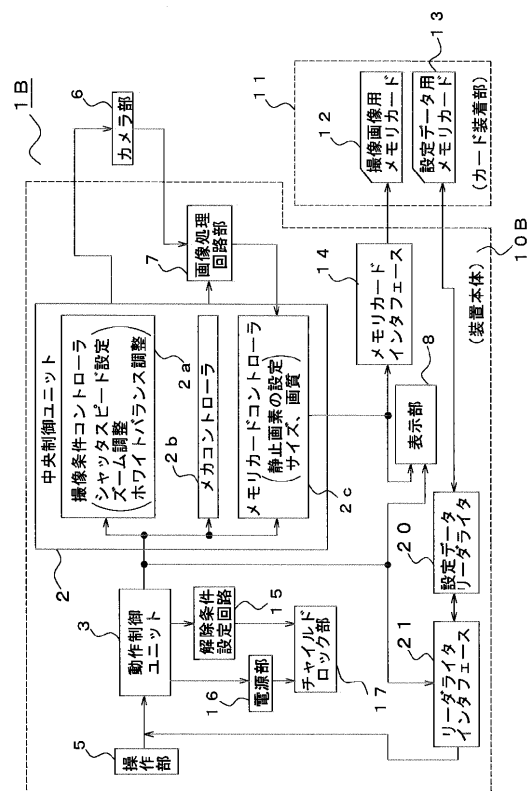 1B
6
カメラ部
中央制御ユニット
撮像条件コントローラ
シャッタスピード設定
ズーム調整
ホワイトバランス調整
2a
メカコントローラ
2b
メモリカードコントローラ
静止画素の設定
サイズ、画質
2c
2
7
画像処理
回路部
11
12
撮像画像用
メモリカード
13
設定データ用
メモリカード
(カード装着部)
14
メモリカード
インタフェース
10B
(装置本体)
8
表示部
3
動作制御
ユニット
5
操作部
15
解除条件
設定回路
16
電源部
チャイルド
ロック部
17
20
設定データ
リーダライタ
21
リーダライタ
インタフェース